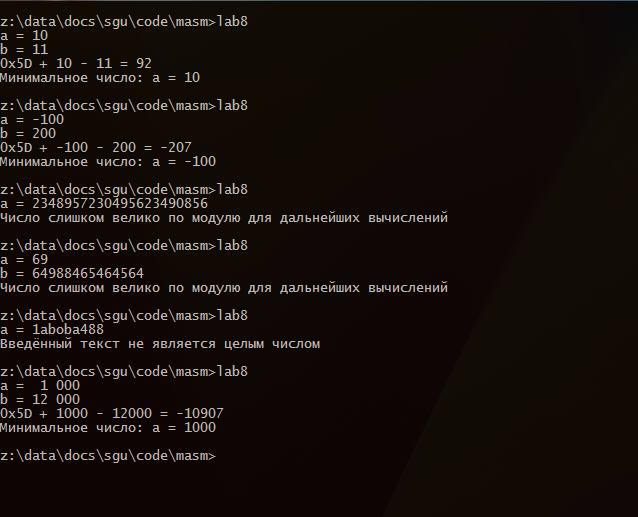 z:\data\docs\sgu\code\masm>lab8
a = 10
b = 11
0x5D + 10 - 11 = 92
Минимальное число: a = 10
z:\data\docs\sgu\code\masm>lab8
a = -100
b = 200
0x5D + -100 - 200 = -207
Минимальное число: a = -100
z:\data\docs\sgu\code\masm>lab8
a = 2348957230495623490856
Число слишком велико по модулю для дальнейших вычислений
z:\data\docs\sgu\code\masm>lab8
a = 69
b = 64988465464564
Число слишком велико по модулю для дальнейших вычислений
z:\data\docs\sgu\code\masm>lab8
a = 1aboba488
Введённый текст не является целым числом
z:\data\docs\sgu\code\masm>lab8
a =  1 000
b = 12 000
0x5D + 1000 - 12000 = -10907
Минимальное число: a = 1000
z:\data\docs\sgu\code\masm>